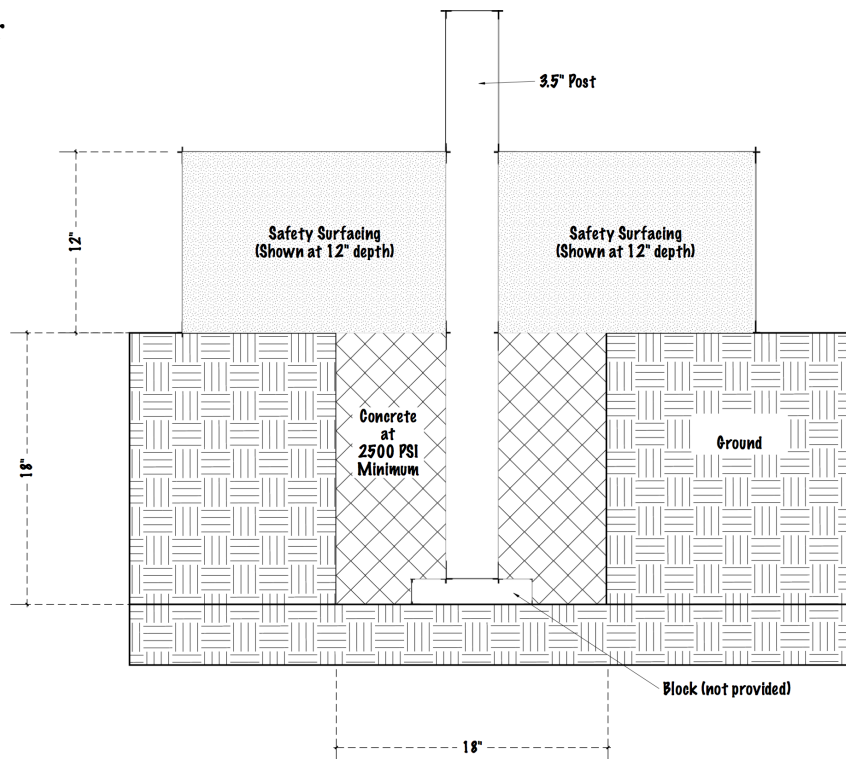 3.5" Post
Safety Surfacing
(Shown at 12" depth)
Safety Surfacing
(Shown at 12" depth)
12"
Concrete
at
2500 PSI
Minimum
Ground
18"
Block (not provided)
18"